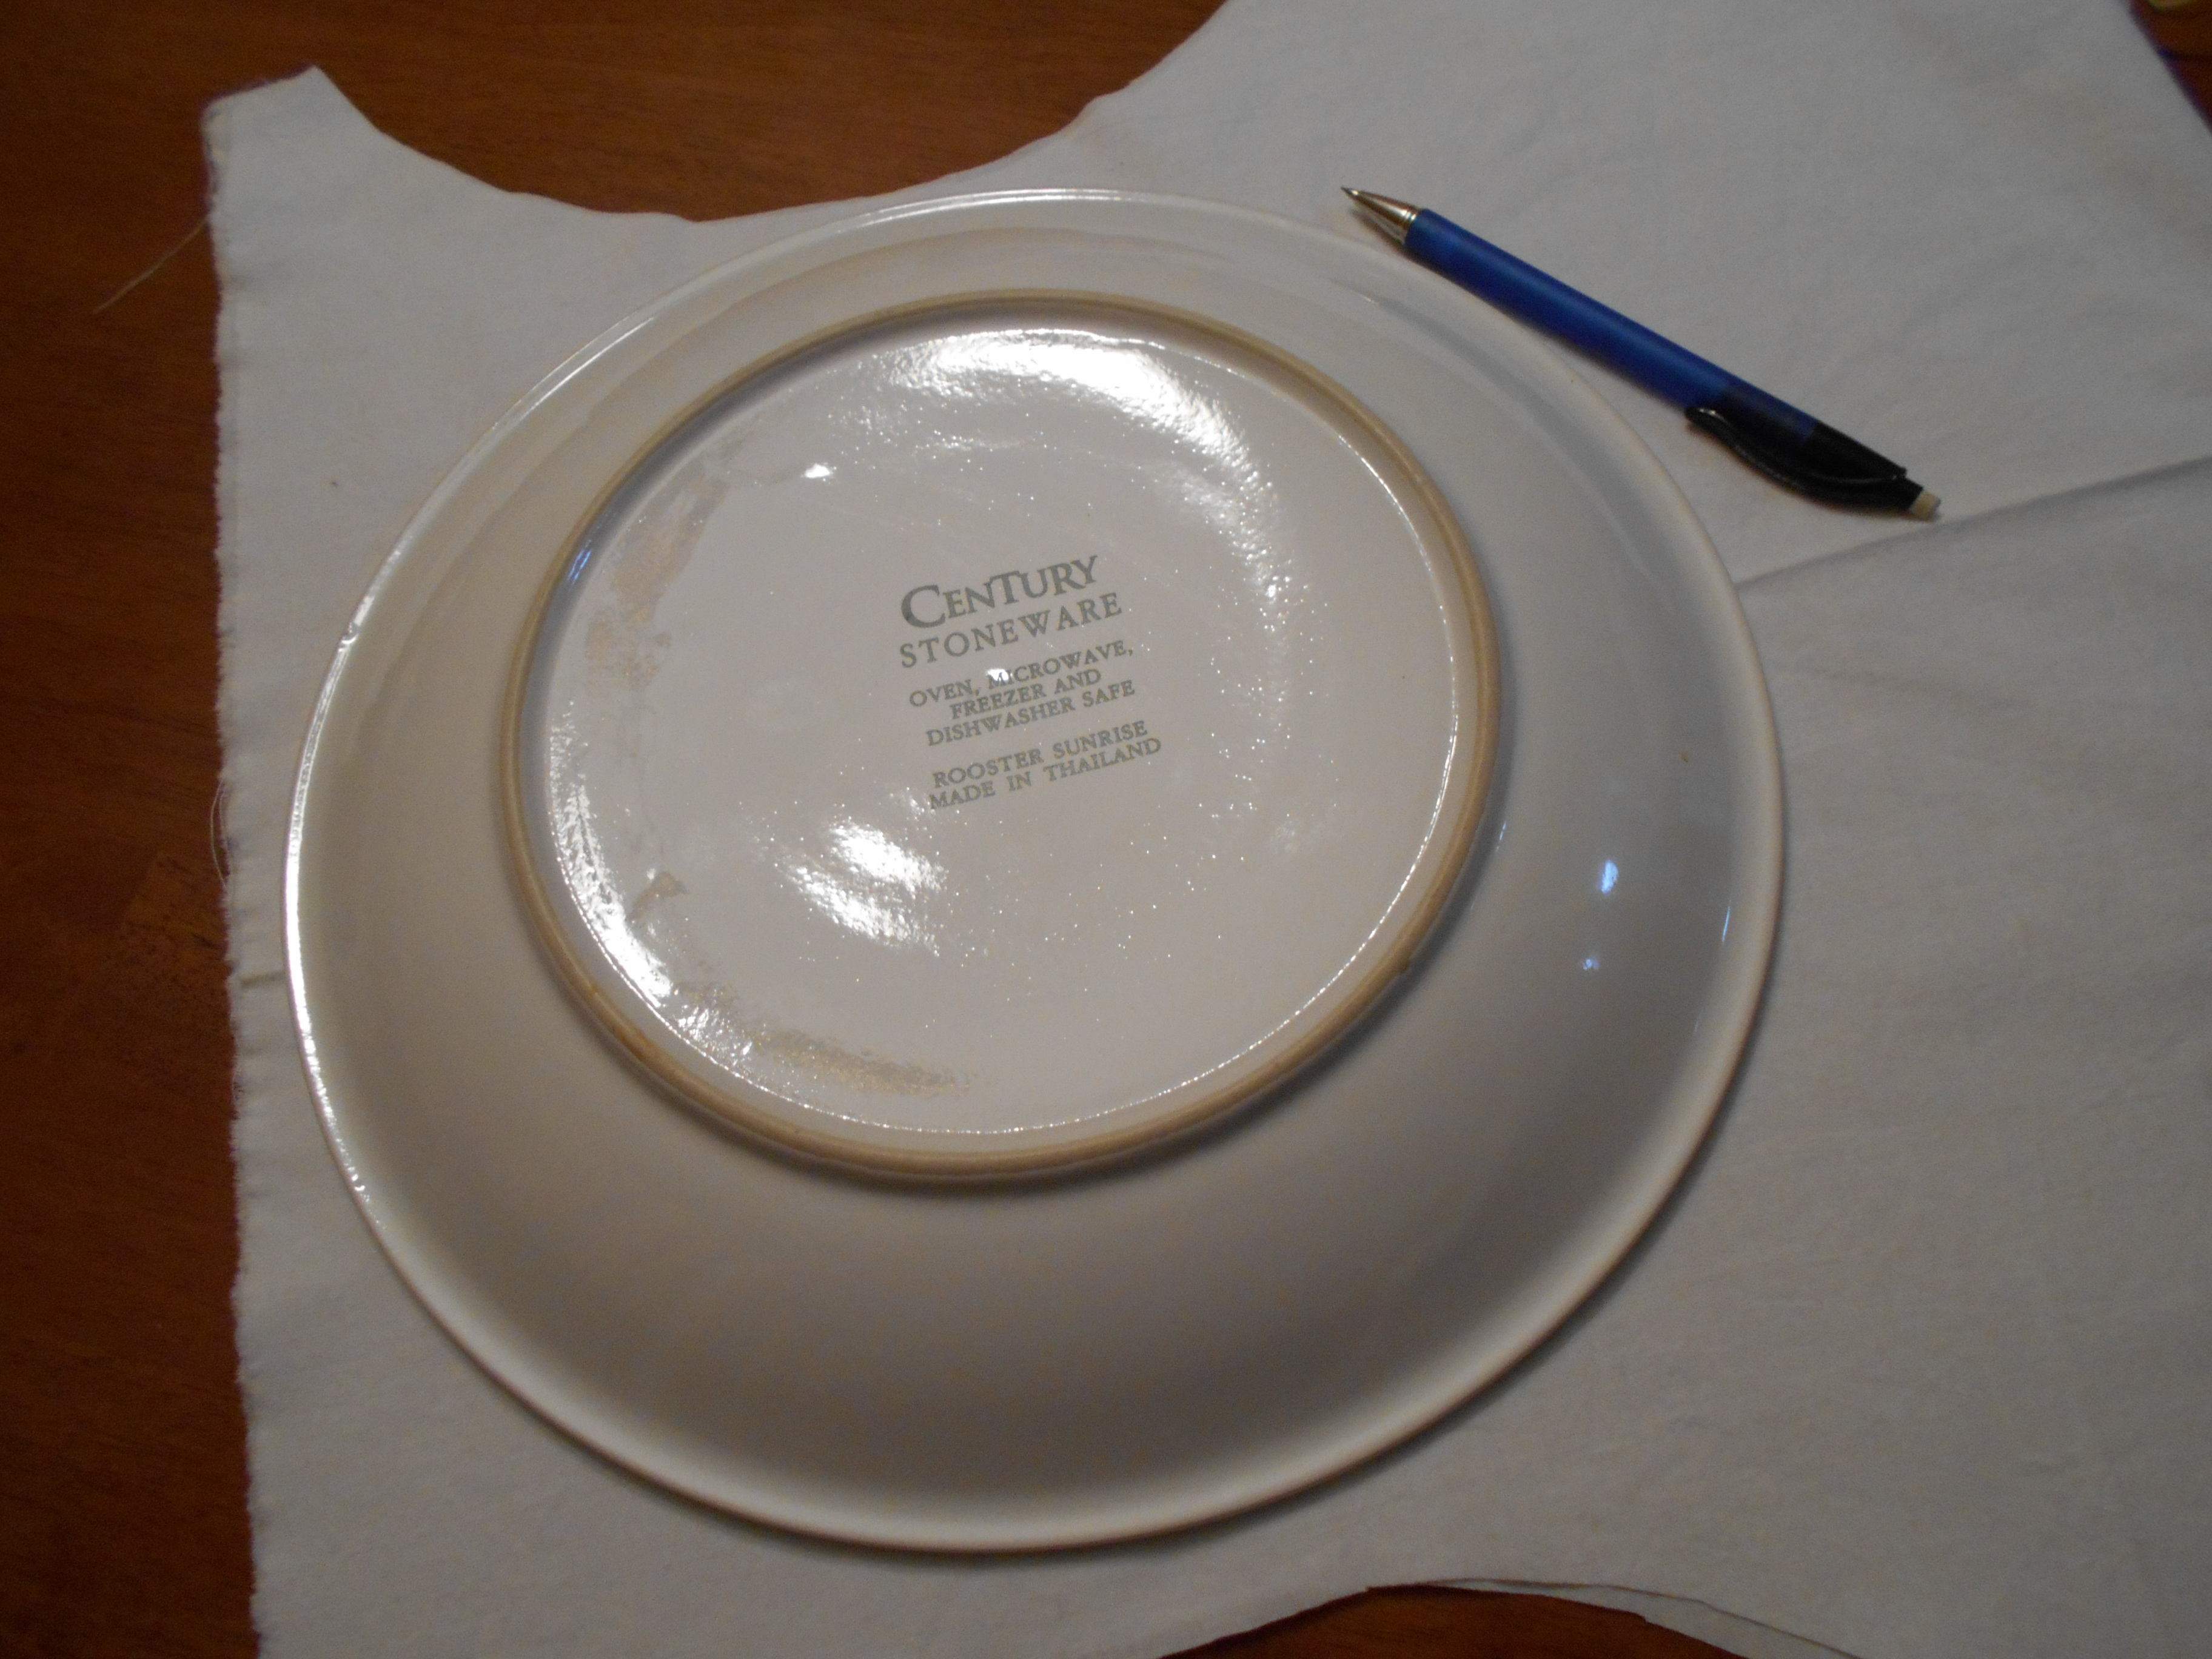 CENTURY
STONEWARE
OVEN, MICROWAVE,
FREEZER AND
DISHWASHER SAFE
ROOSTER SUNRISE
MADE IN THAILAND